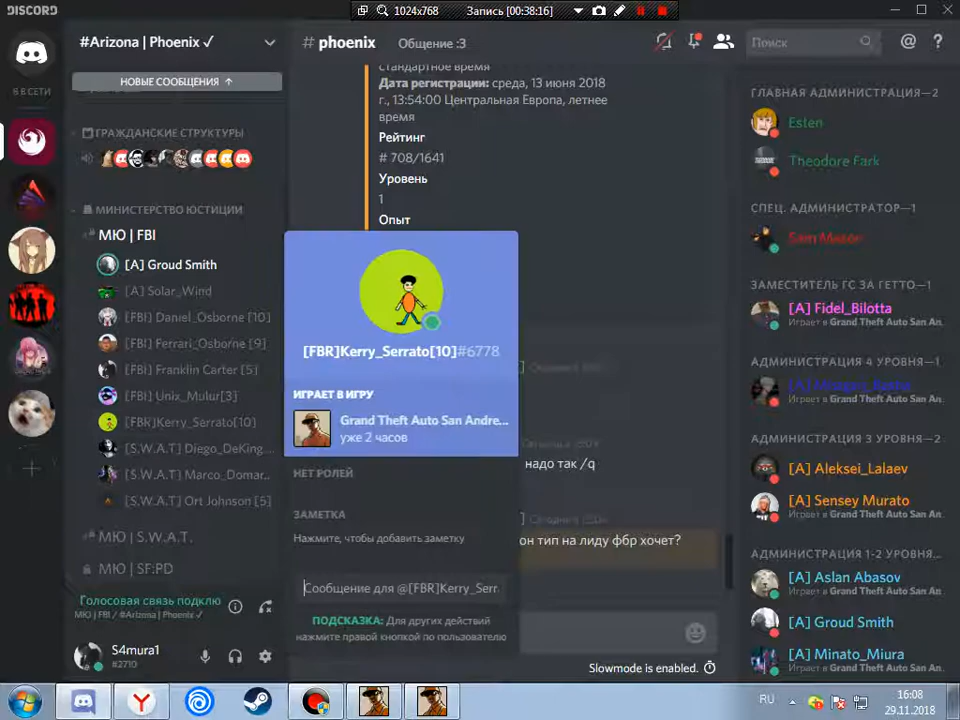 DISCORD
1024x768
Запись [00:38:16]
#Arizona | Phoenix ✓
# phoenix
Общение :3
Поиск
8 В СЕТИ
НОВЫЕ СООБЩЕНИЯ ↑
ГРАЖДАНСКИЕ СТРУКТУРЫ
МИНИСТЕРСТВО ЮСТИЦИИ
МЮ | FBI
[A] Groud Smith
[A] Solar_Wind
[FBI] Daniel_Osborne [10]
[FBI] Ferrari_Osborne [9]
[FBI] Franklin Carter [5]
[FBI] Unix_Mulur[3]
[FBR]Kerry_Serrato[10]
[S.W.A.T] Diego_DeKing...
[S.W.A.T] Marco_Domar...
[S.W.A.T] Ort Johnson [5]
МЮ | S.W.A.T.
МЮ | SF:PD
Голосовая связь подклю
МЮ | FBI / #Arizona | Phoenix ✓
S4mura1
#2710
стандартное время
Дата регистрации: среда, 13 июня 2018
г., 13:54:00 Центральная Европа, летнее
время
Рейтинг
# 708/1641
Уровень
1
Опыт
[FBR]Kerry_Serrato[10]#6778
ИГРАЕТ В ИГРУ
Grand Theft Auto San Andre...
уже 2 часов
НЕТ РОЛЕЙ
ЗАМЕТКА
Нажмите, чтобы добавить заметку
Сообщение для @[FBR]Kerry_Serr
ПОДСКАЗКА: Для других действий
нажмите правой кнопкой по пользователю
надо так /q
он тип на лиду фбр хочет?
Slowmode is enabled.
ГЛАВНАЯ АДМИНИСТРАЦИЯ—2
Esten
Theodore Fark
СПЕЦ. АДМИНИСТРАТОР—1
ЗАМЕСТИТЕЛЬ ГС ЗА ГЕТТО—1
[A] Fidel_Bilotta
Играет в Grand Theft Auto San An...
АДМИНИСТРАЦИЯ 4 УРОВНЯ—1
Играет в Grand Theft Auto San An...
АДМИНИСТРАЦИЯ 3 УРОВНЯ—2
[A] Aleksei_Lalaev
[A] Sensey Murato
Играет в Grand Theft Auto San An...
АДМИНИСТРАЦИЯ 1-2 УРОВНЯ...
[A] Aslan Abasov
Играет в Grand Theft Auto San An...
[A] Groud Smith
[A] Minato_Miura
Играет в Grand Theft Auto San An...
RU
16:08
29.11.2018